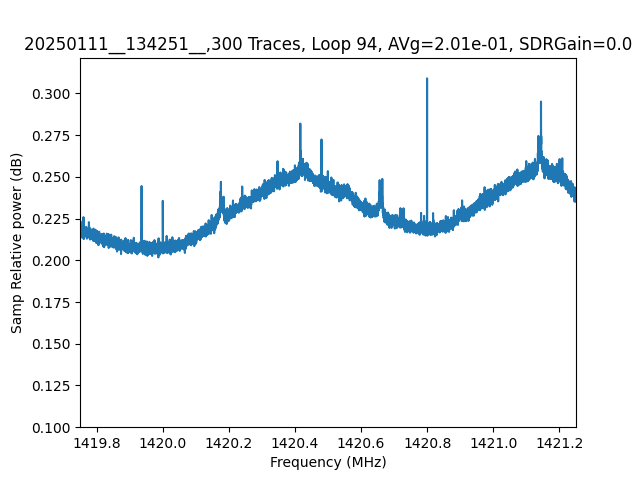 20250111__134251__,300 Traces, Loop 94, AVg=2.01e-01, SDRGain=0.0
Samp Relative power (dB)
0.300
0.275
0.250
0.225
0.200
0.175
0.150
0.125
0.100
1419.8 1420.0 1420.2 1420.4 1420.6 1420.8 1421.0 1421.2
Frequency (MHz)